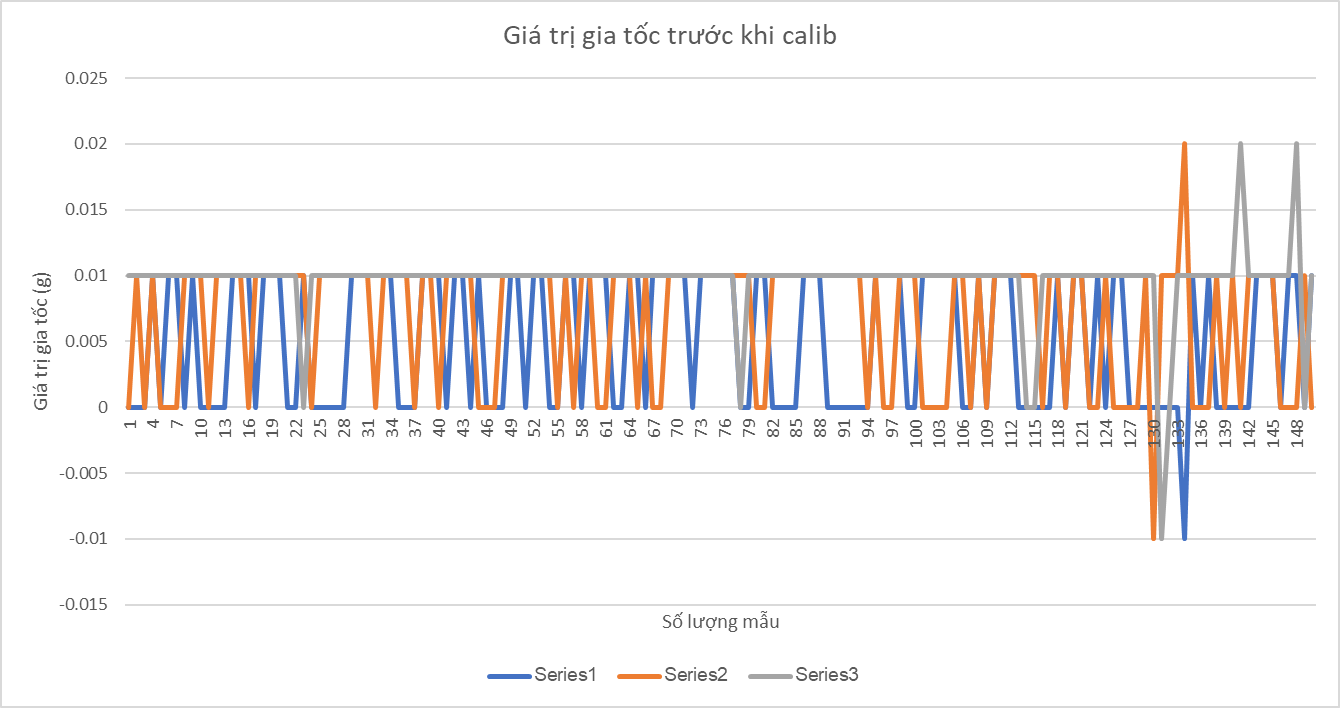 Giá trị gia tốc trước khi calib
Giá trị gia tốc (g)
0.025
0.02
0.015
0.01
0.005
0
-0.005
-0.01
-0.015
1 4 7 10 13 16 19 22 25 28 31 34 37 40 43 46 49 52 55 58 61 64 67 70 73 76 79 82 85 88 91 94 97 100 103 106 109 112 115 118 121 124 127 130 133 136 139 142 145 148
Số lượng mẫu
Series1 Series2 Series3